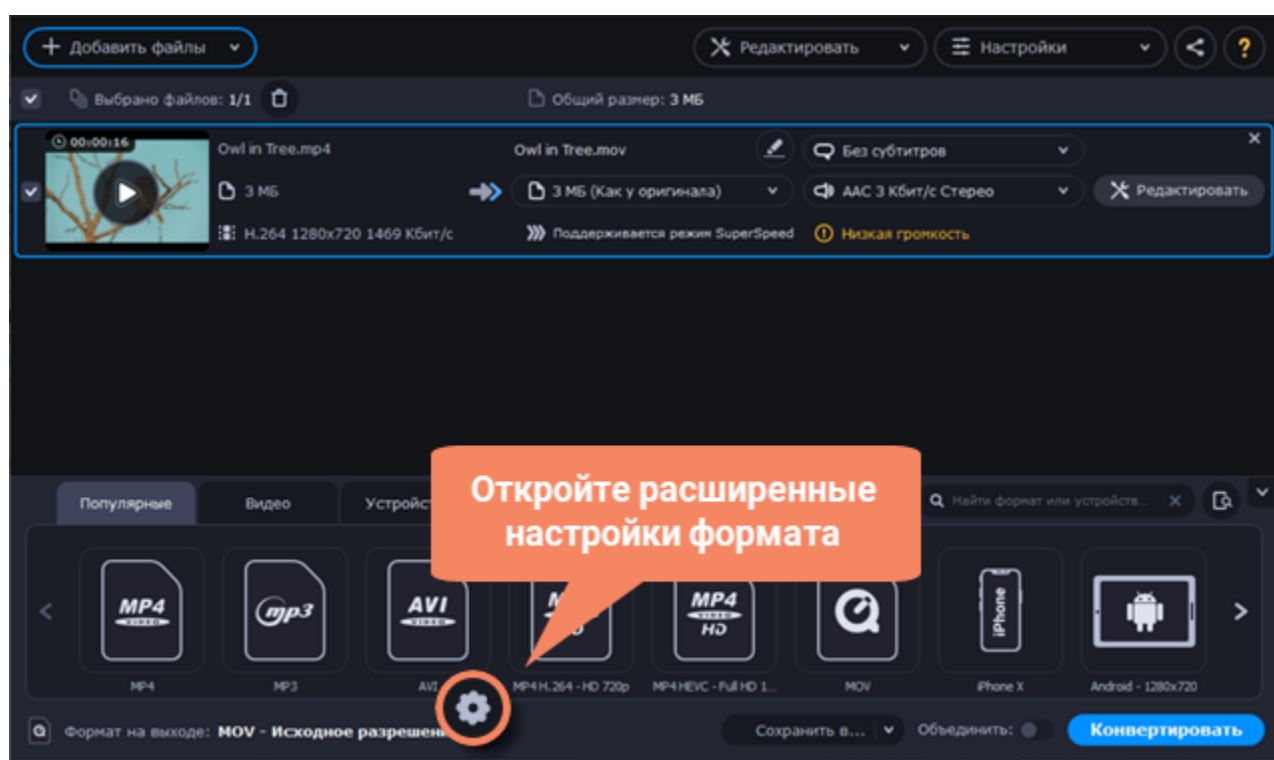 Добавить файлы
Редактировать
Настройки
?
Выбрано файлов: 1/1
Общий размер: 3 МБ
00:00:16
Owl in Tree.mp4
Owl in Tree.mov
Без субтитров
3 МБ
3 МБ (Как у оригинала)
AAC 3 Кбит/с Стерео
Редактировать
H.264 1280x720 1469 Кбит/с
Поддерживается режим SuperSpeed
Низкая громкость
Откройте расширенные
настройки формата
Популярные
Видео
Найти формат или устройств...
MP4
VIDEO
mp3
AVI
VIDEO
MP4
VIDEO
HD
iPhone
MP4
MP3
AVI
MP4 H.264 - HD 720p
MP4 HEVC - Full HD 1...
MOV
iPhone X
Android - 1280x720
Формат на выходе: MOV - Исходное
Сохранить в...
Объединить:
Конвертировать